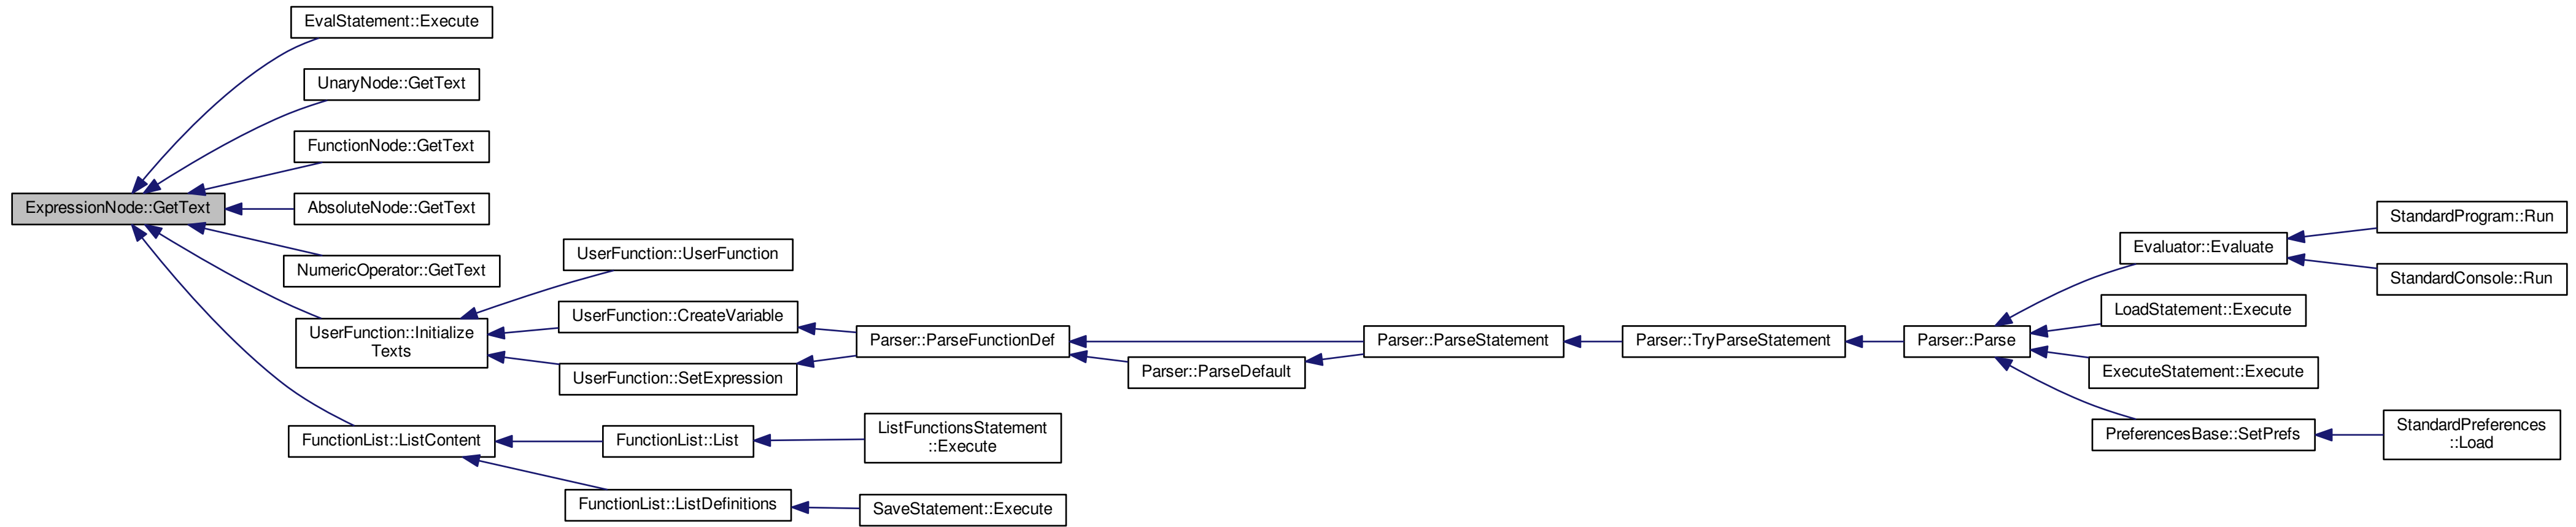 EvalStatement::Execute
UnaryNode::GetText
FunctionNode::GetText
ExpressionNode::GetText
AbsoluteNode::GetText
NumericOperator::GetText
UserFunction::Initialize
Texts
FunctionList::ListContent
UserFunction::UserFunction
UserFunction::CreateVariable
UserFunction::SetExpression
FunctionList::List
FunctionList::ListDefinitions
Parser::ParseFunctionDef
ListFunctionsStatement
::Execute
SaveStatement::Execute
Parser::ParseDefault
Parser::ParseStatement
Parser::TryParseStatement
Parser::Parse
Evaluator::Evaluate
LoadStatement::Execute
ExecuteStatement::Execute
PreferencesBase::SetPrefs
StandardProgram::Run
StandardConsole::Run
StandardPreferences
::Load